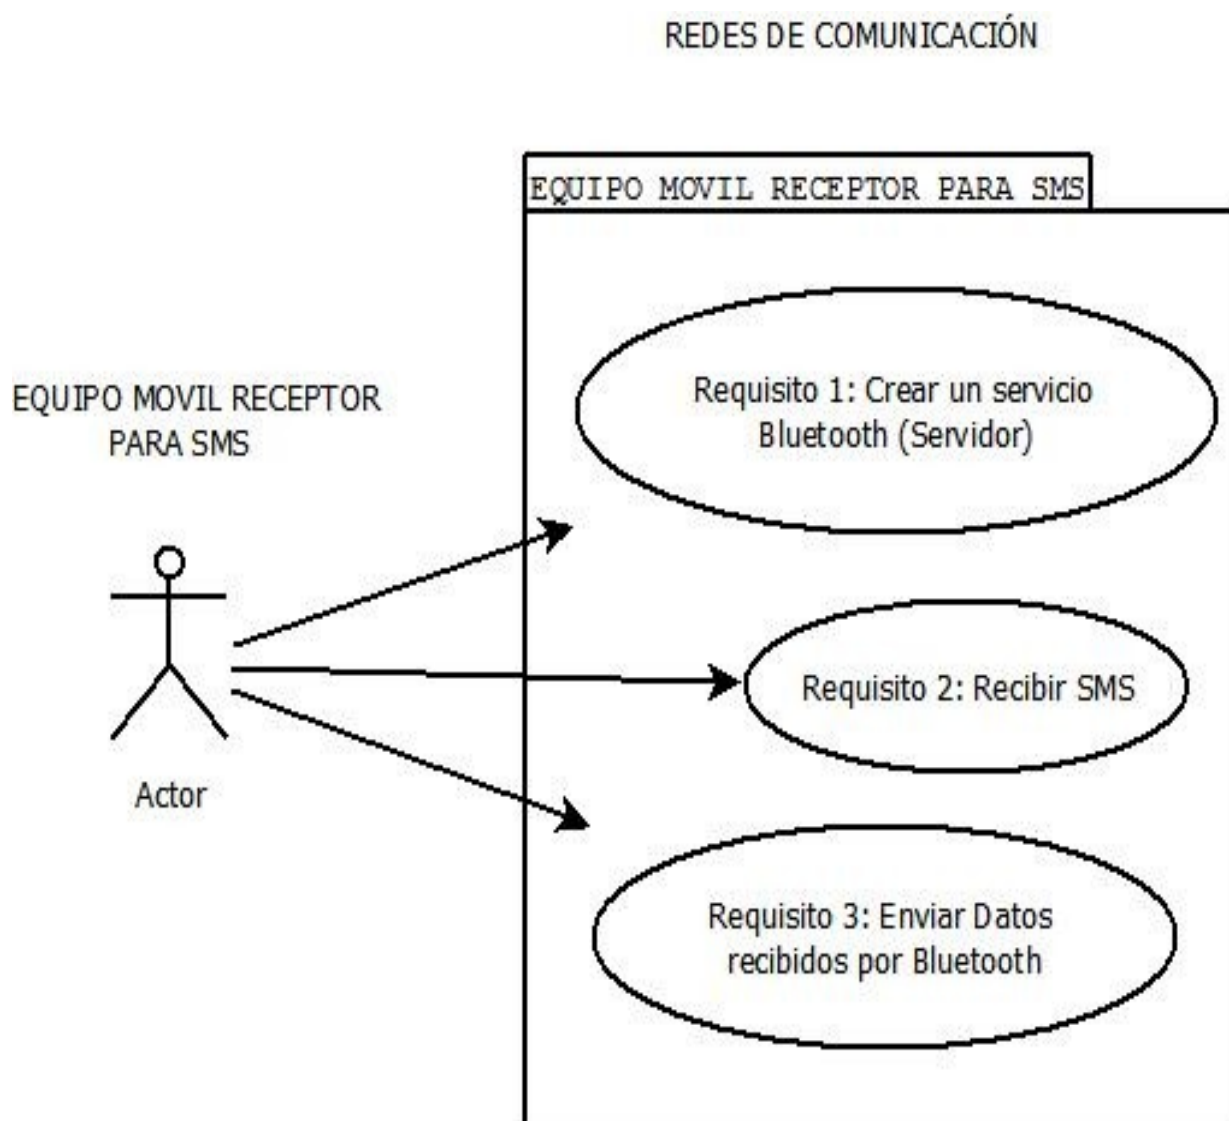 REDES DE COMUNICACIÓN
EQUIPO MOVIL RECEPTOR PARA SMS
Requisito 1: Crear un servicio
Bluetooth (Servidor)
EQUIPO MOVIL RECEPTOR
PARA SMS
Requisito 2: Recibir SMS
Actor
Requisito 3: Enviar Datos
recibidos por Bluetooth